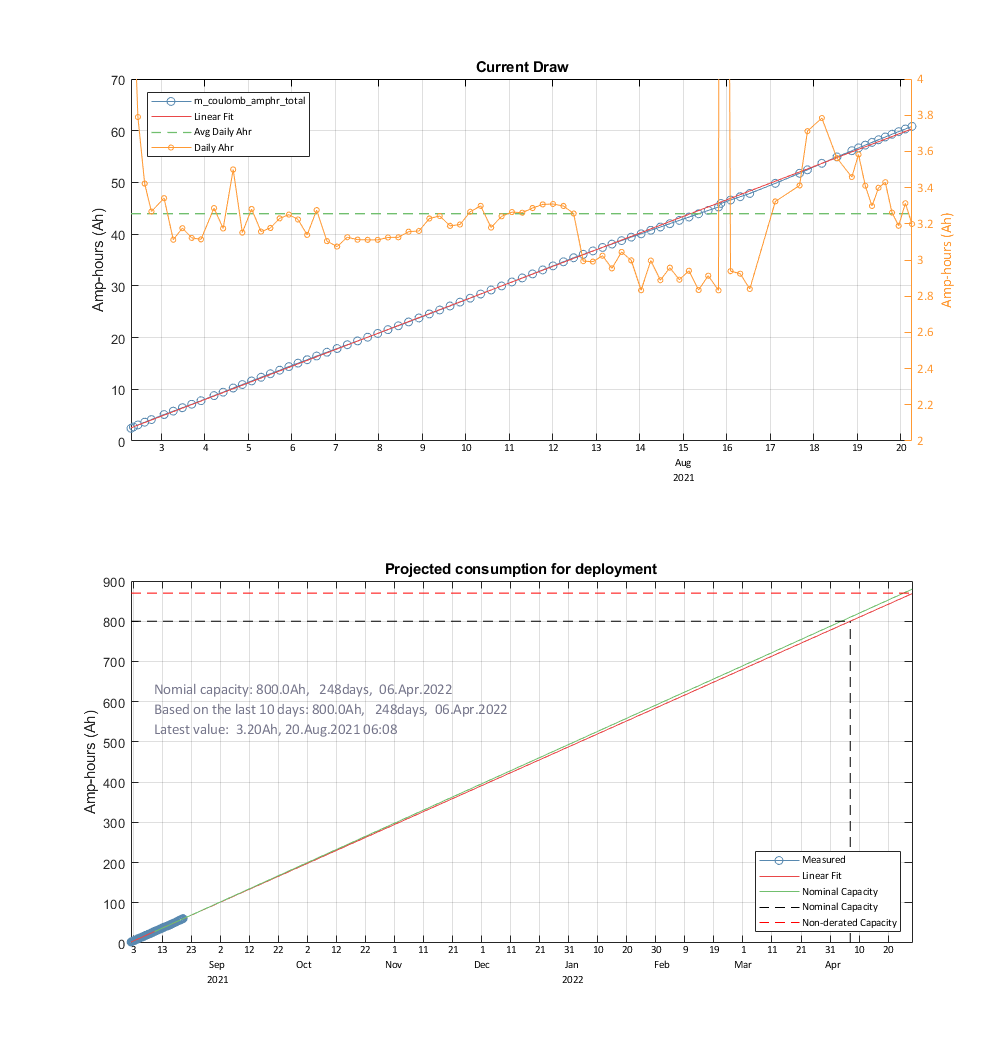 Current Draw
70
60
50
40
30
20
10
0
Amp-hours (Ah)
m_coulomb_amphr_total
Linear Fit
Avg Daily Ahr
Daily Ahr
4
3.8
3.6
3.4
3.2
3
2.8
2.6
2.4
2.2
2
Amp-hours (Ah)
3 4 5 6 7 8 9 10 11 12 13 14 15 16 17 18 19 20
Aug
2021
Projected consumption for deployment
900
800
700
600
500
400
300
200
100
0
Amp-hours (Ah)
Nomial capacity: 800.0Ah, 248days, 06.Apr.2022
Based on the last 10 days: 800.0Ah, 248days, 06.Apr.2022
Latest value: 3.20Ah, 20.Aug.2021 06:08
Measured
Linear Fit
Nominal Capacity
Nominal Capacity
Non-derated Capacity
3 13 23 2 12 22 2 12 22 1 11 21 1 11 21 31 10 20 30 9 19 1 11 21 31 10 20
Sep Oct Nov Dec Jan Feb Mar Apr
2021 2022